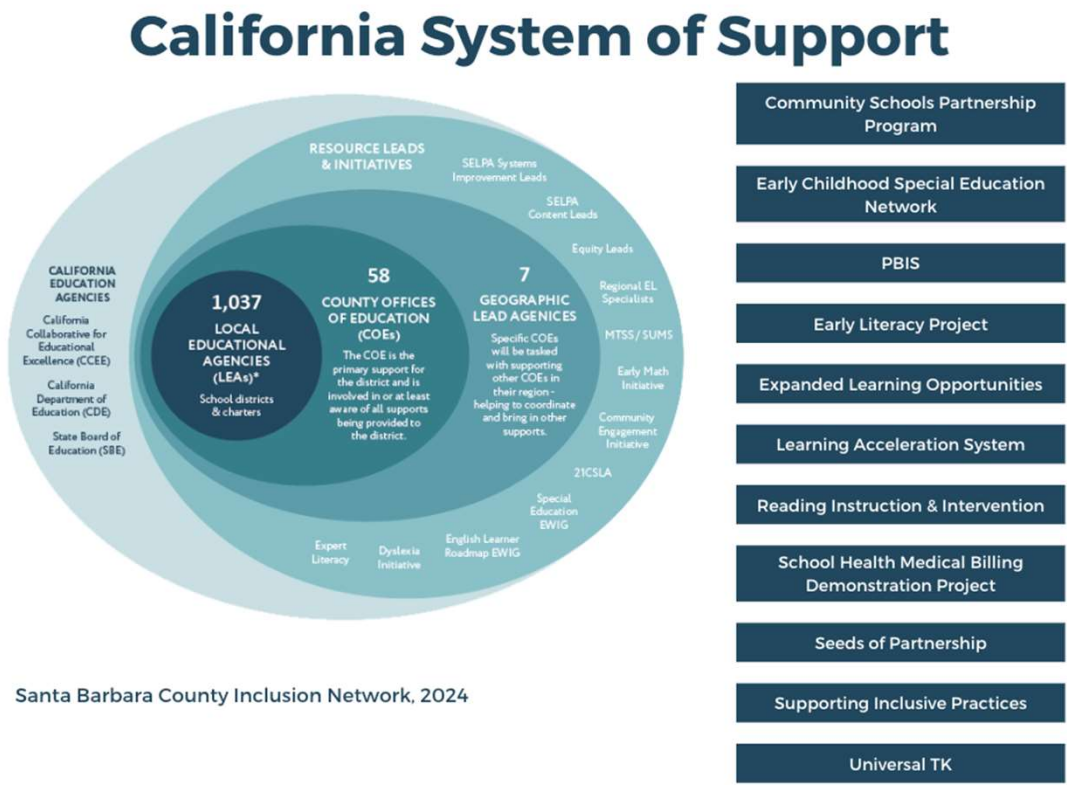 California System of Support
RESOURCE LEADS
& INITIATIVES
SELPA Systems
Improvement Leads
SELPA
Content Leads
Equity Leads
Regional EL
Specialists
MTSS / SUMS
Early Math
Initiative
Community
Engagement
Initiative
21CSLA
Special
Education
EWIG
English Learner
Roadmap EWIG
Dyslexia
Initiative
Expert
Literacy
CALIFORNIA
EDUCATION
AGENCIES
California
Collaborative for
Educational
Excellence (CCEE)
California
Department of
Education (CDE)
State Board of
Education (SBE)
1,037
LOCAL
EDUCATIONAL
AGENCIES
(LEAs)*
School districts
& charters
58
COUNTY OFFICES
OF EDUCATION
(COEs)
The COE is the
primary support for
the district and is
involved in or at least
aware of all supports
being provided to
the district.
7
GEOGRAPHIC
LEAD AGENICES
Specific COEs
will be tasked
with supporting
other COEs in
their region -
helping to coordinate
and bring in other
supports.
Community Schools Partnership
Program
Early Childhood Special Education
Network
PBIS
Early Literacy Project
Expanded Learning Opportunities
Learning Acceleration System
Reading Instruction & Intervention
School Health Medical Billing
Demonstration Project
Seeds of Partnership
Supporting Inclusive Practices
Universal TK
Santa Barbara County Inclusion Network, 2024